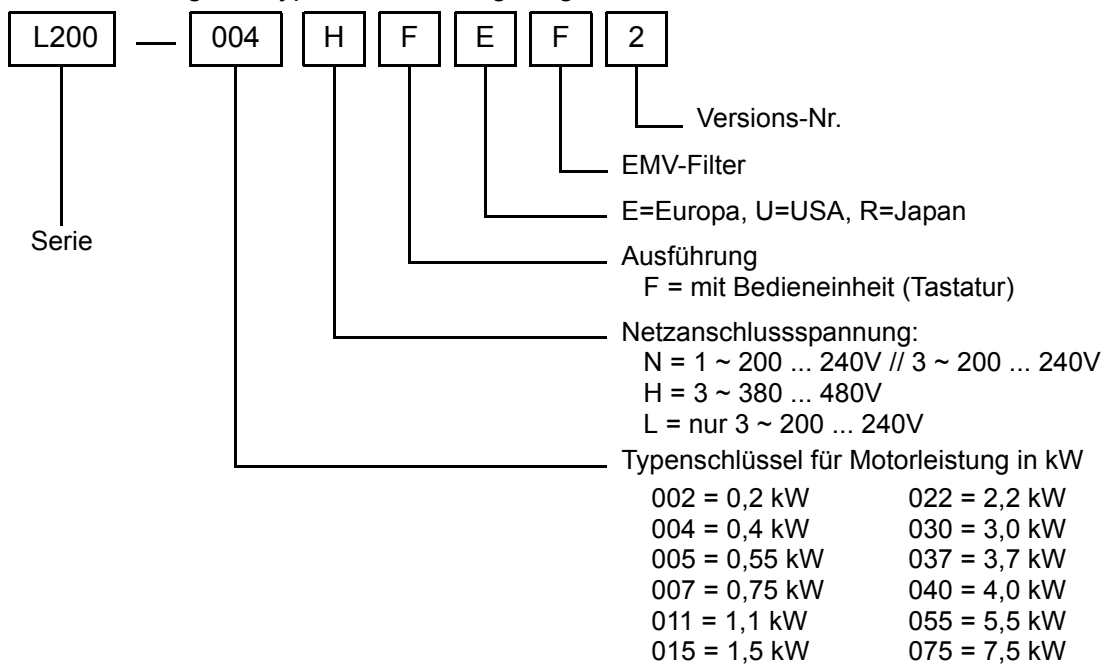 L200 — 004 H F E F 2
Versions-Nr.
EMV-Filter
E=Europa, U=USA, R=Japan
Serie
Ausführung
F = mit Bedieneinheit (Tastatur)
Netzanschlussspannung:
N = 1 ~ 200 ... 240V // 3 ~ 200 ... 240V
H = 3 ~ 380 ... 480V
L = nur 3 ~ 200 ... 240V
Typenschlüssel für Motorleistung in kW
002 = 0,2 kW 022 = 2,2 kW
004 = 0,4 kW 030 = 3,0 kW
005 = 0,55 kW 037 = 3,7 kW
007 = 0,75 kW 040 = 4,0 kW
011 = 1,1 kW 055 = 5,5 kW
015 = 1,5 kW 075 = 7,5 kW